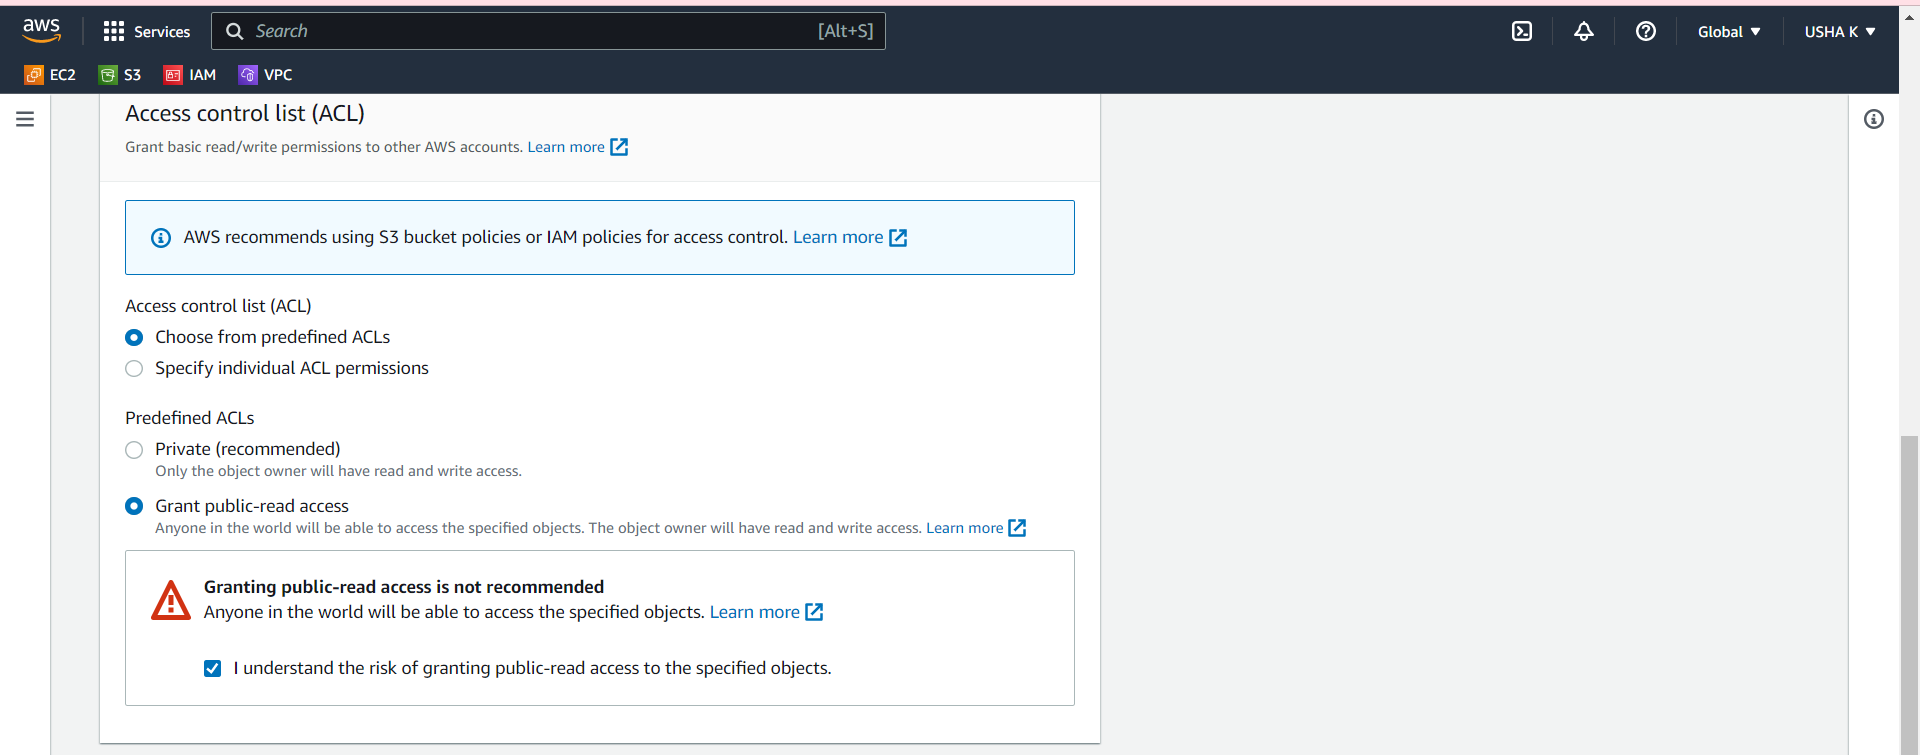 aws
Services
Search [Alt+S]
Global
USHA K
EC2
S3
IAM
VPC
Access control list (ACL)
Grant basic read/write permissions to other AWS accounts. Learn more
AWS recommends using S3 bucket policies or IAM policies for access control. Learn more
Access control list (ACL)
Choose from predefined ACLs
Specify individual ACL permissions
Predefined ACLs
Private (recommended)
Only the object owner will have read and write access.
Grant public-read access
Anyone in the world will be able to access the specified objects. The object owner will have read and write access. Learn more
Granting public-read access is not recommended
Anyone in the world will be able to access the specified objects. Learn more
I understand the risk of granting public-read access to the specified objects.